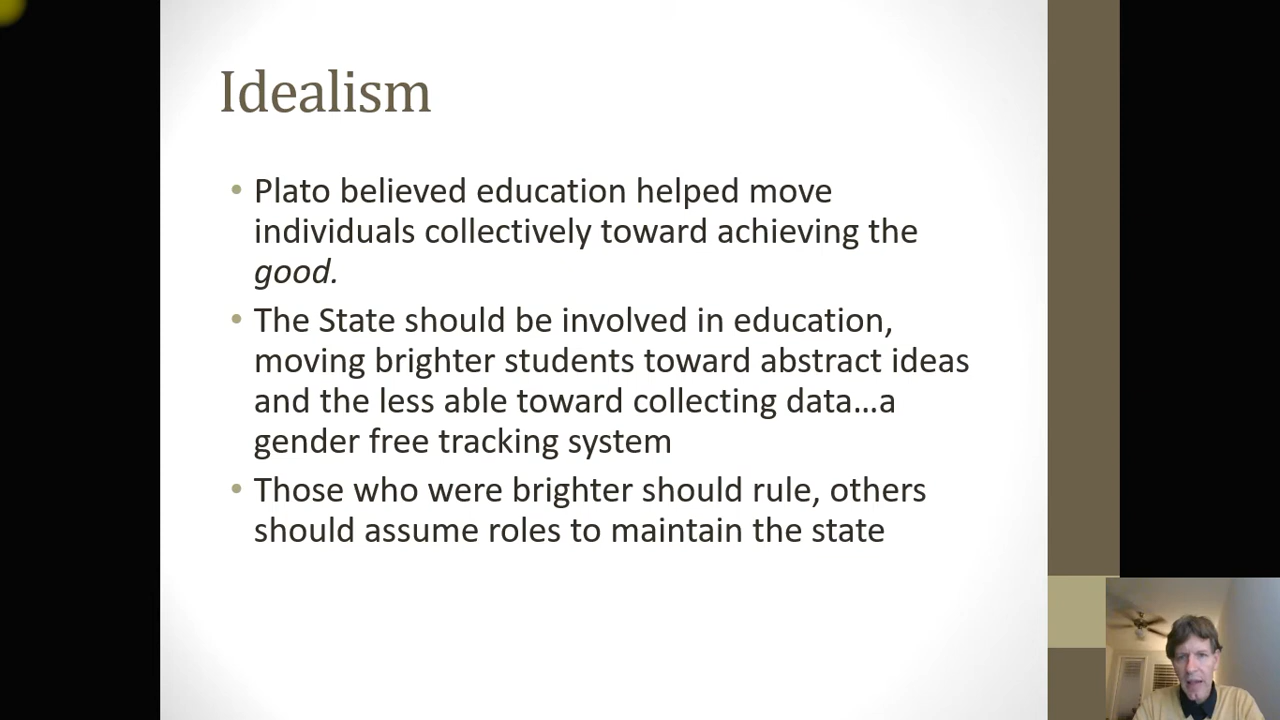 Idealism
• Plato believed education helped move
individuals collectively toward achieving the
good.
• The State should be involved in education,
moving brighter students toward abstract ideas
and the less able toward collecting data…a
gender free tracking system
• Those who were brighter should rule, others
should assume roles to maintain the state